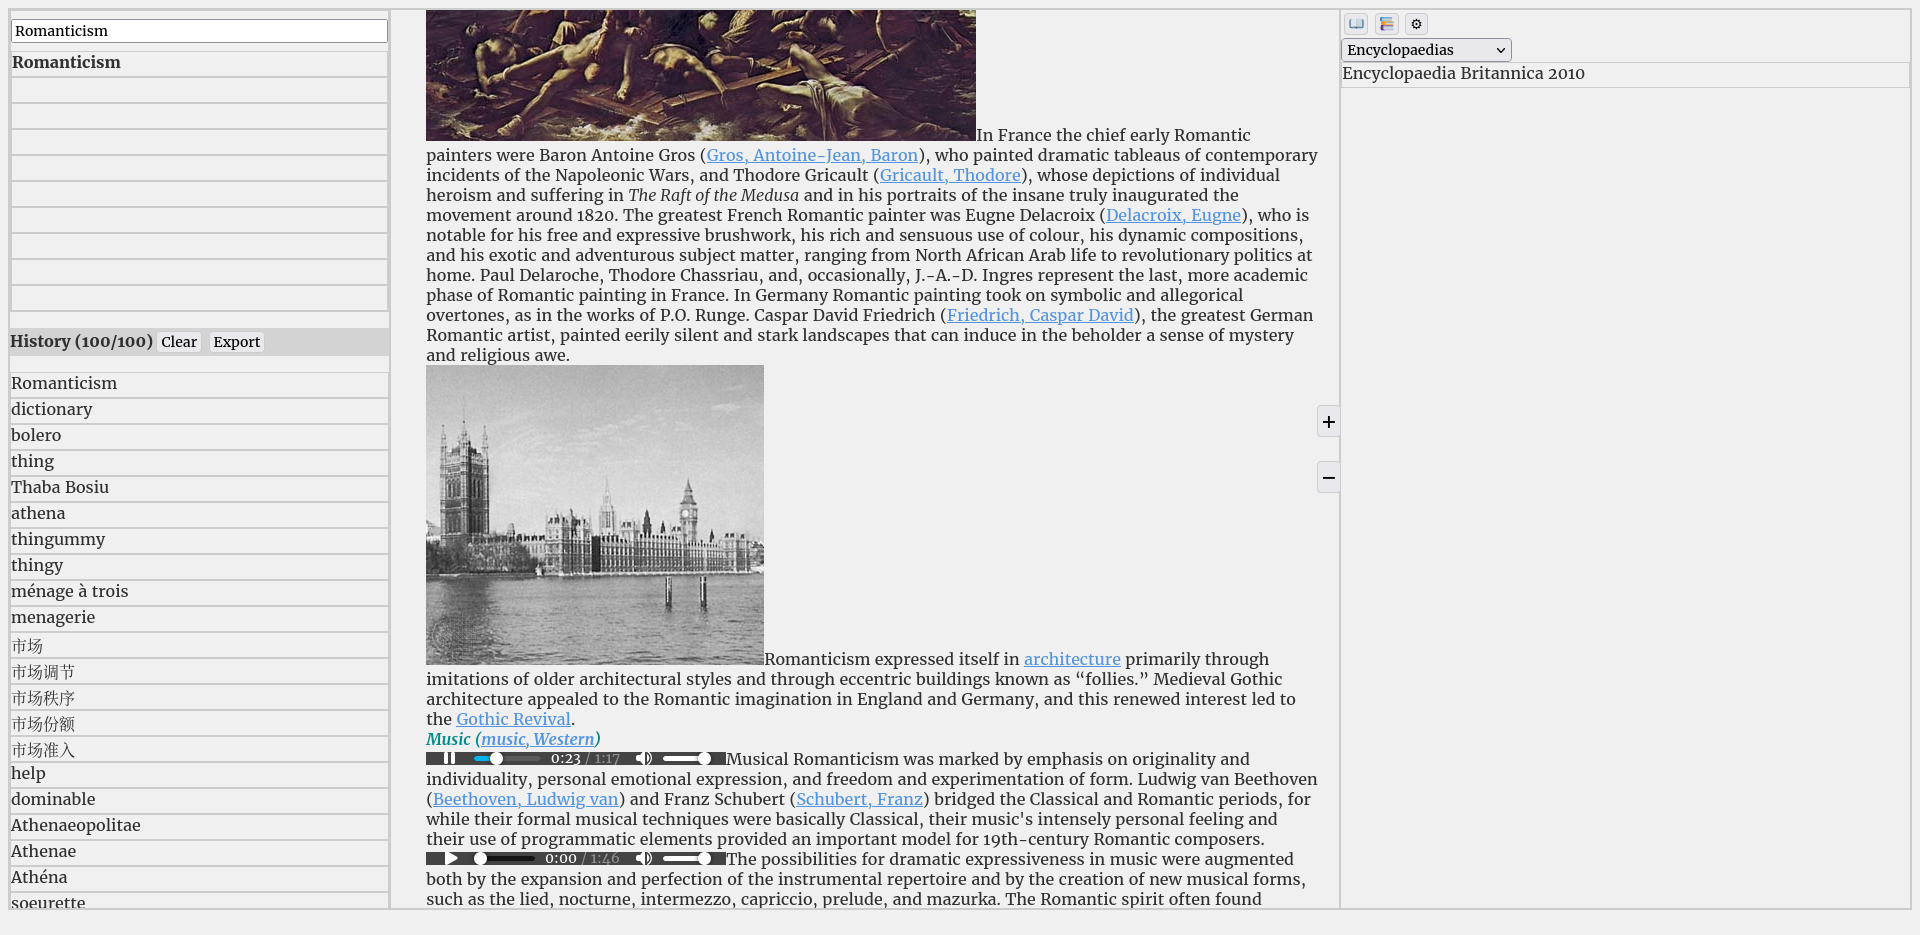 Romanticism
Romanticism
History (100/100) Clear Export
Romanticism
dictionary
bolero
thing
Thaba Bosiu
athena
thingummy
thingy
ménage à trois
menagerie
市场
市场调节
市场秩序
市场份额
市场准入
help
dominable
Athenaeopolitae
Athenae
Athéna
soeurette
In France the chief early Romantic
painters were Baron Antoine Gros (Gros, Antoine-Jean, Baron), who painted dramatic tableaus of contemporary
incidents of the Napoleonic Wars, and Thodore Gricault (Gricault, Thodore), whose depictions of individual
heroism and suffering in The Raft of the Medusa and in his portraits of the insane truly inaugurated the
movement around 1820. The greatest French Romantic painter was Eugne Delacroix (Delacroix, Eugne), who is
notable for his free and expressive brushwork, his rich and sensuous use of colour, his dynamic compositions,
and his exotic and adventurous subject matter, ranging from North African Arab life to revolutionary politics at
home. Paul Delaroche, Thodore Chassriau, and, occasionally, J.-A.-D. Ingres represent the last, more academic
phase of Romantic painting in France. In Germany Romantic painting took on symbolic and allegorical
overtones, as in the works of P.O. Runge. Caspar David Friedrich (Friedrich, Caspar David), the greatest German
Romantic artist, painted eerily silent and stark landscapes that can induce in the beholder a sense of mystery
and religious awe.
Romanticism expressed itself in architecture primarily through
imitations of older architectural styles and through eccentric buildings known as “follies.” Medieval Gothic
architecture appealed to the Romantic imagination in England and Germany, and this renewed interest led to
the Gothic Revival.
Music (music, Western)
0:23 / 1:17 Musical Romanticism was marked by emphasis on originality and
individuality, personal emotional expression, and freedom and experimentation of form. Ludwig van Beethoven
(Beethoven, Ludwig van) and Franz Schubert (Schubert, Franz) bridged the Classical and Romantic periods, for
while their formal musical techniques were basically Classical, their music's intensely personal feeling and
their use of programmatic elements provided an important model for 19th-century Romantic composers.
0:00 / 1:46 The possibilities for dramatic expressiveness in music were augmented
both by the expansion and perfection of the instrumental repertoire and by the creation of new musical forms,
such as the lied, nocturne, intermezzo, capriccio, prelude, and mazurka. The Romantic spirit often found
+
−
Encyclopaedias
Encyclopaedia Britannica 2010